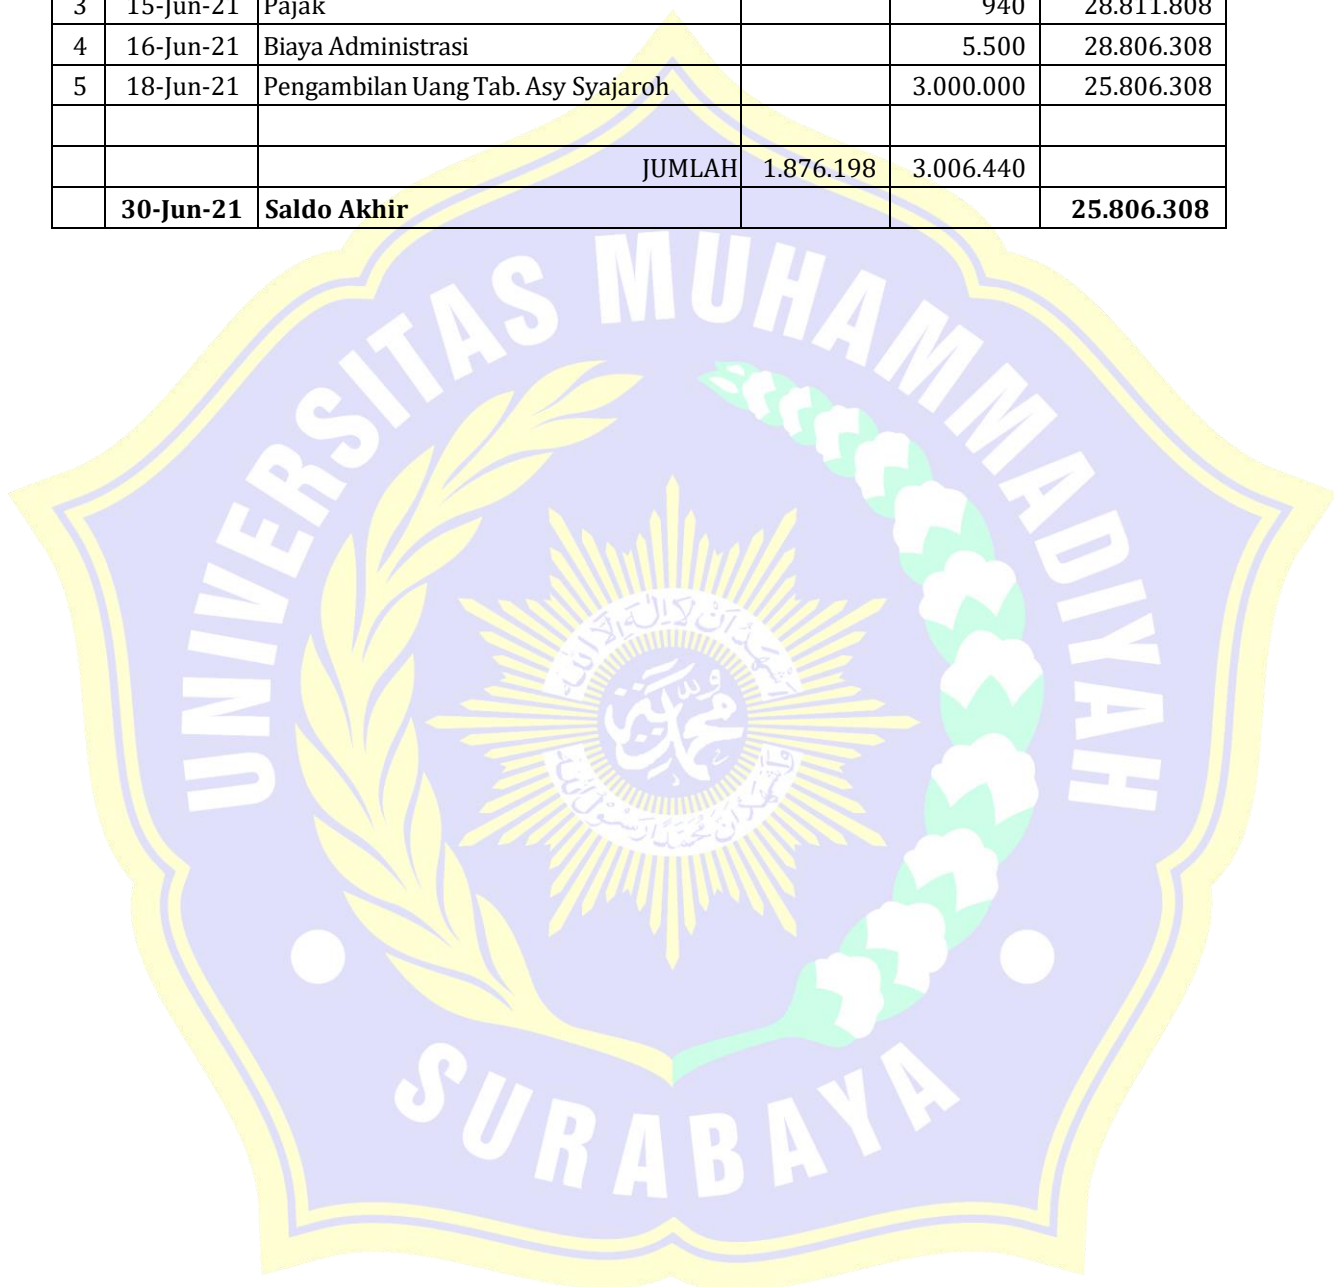 3 15-Jun-21 Pajak 940 28.811.808
4 16-Jun-21 Biaya Administrasi 5.500 28.806.308
5 18-Jun-21 Pengambilan Uang Tab. Asy Syajaroh 3.000.000 25.806.308
JUMLAH 1.876.198 3.006.440
30-Jun-21 Saldo Akhir 25.806.308
UNIVERSITAS MUHAMMADIYAH
SURABAYA